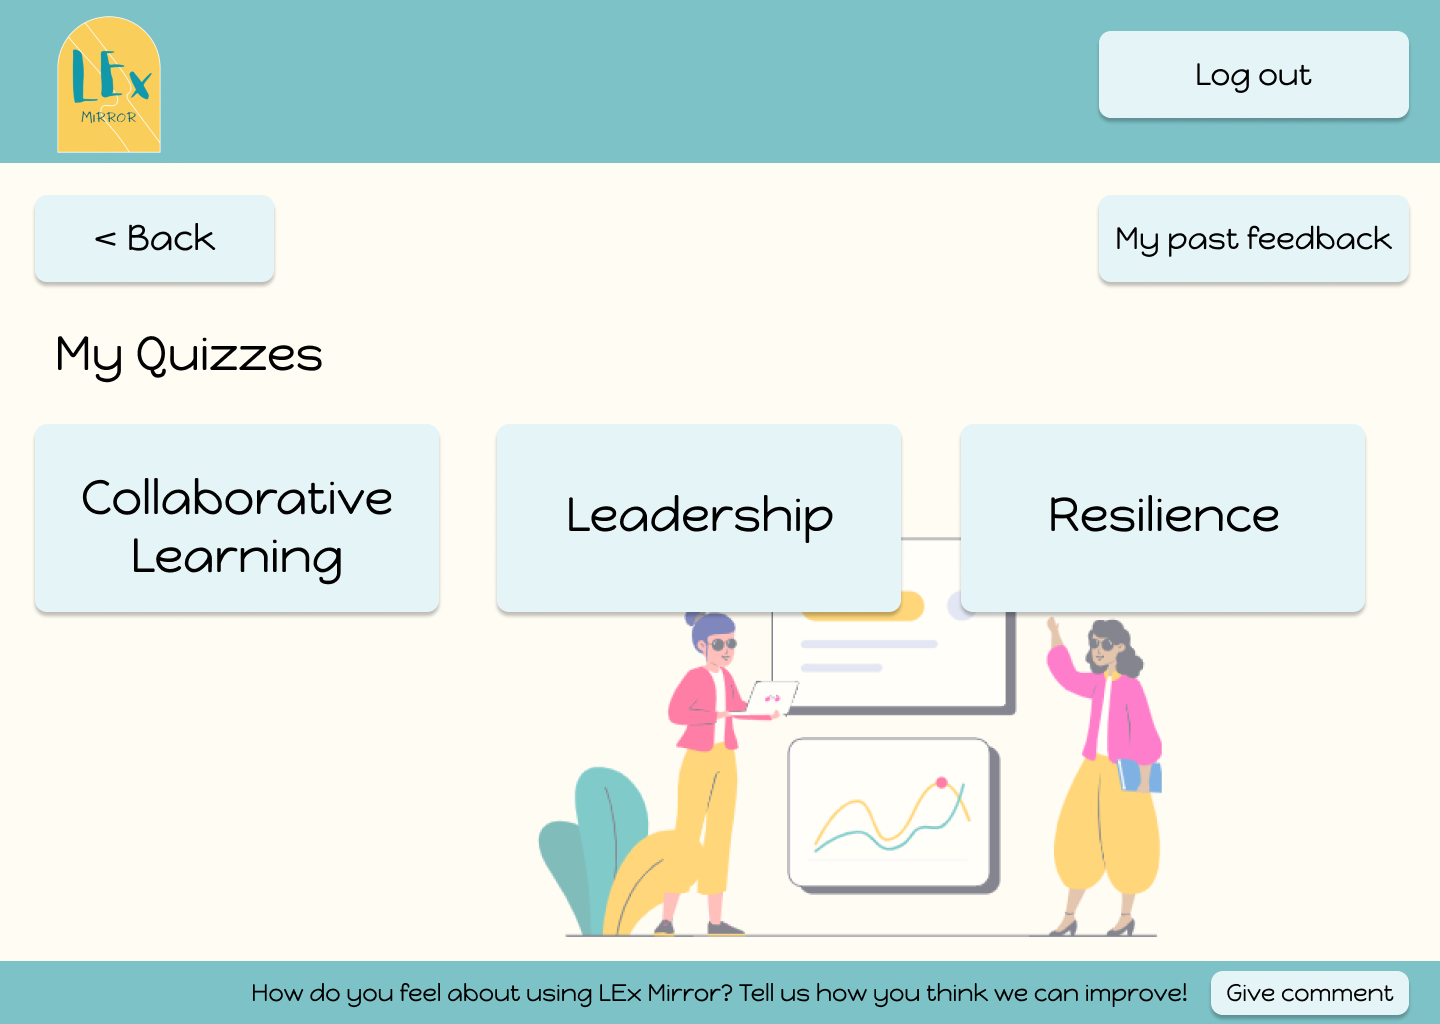 LEx
MIRROR
Log out
< Back
My past feedback
My Quizzes
Collaborative
Learning
Leadership
Resilience
How do you feel about using LEx Mirror? Tell us how you think we can improve!
Give comment